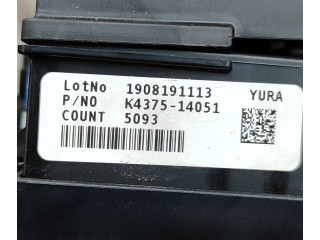 LotNo 1908191113 YURA
P/NO K4375-14051
COUNT 5093